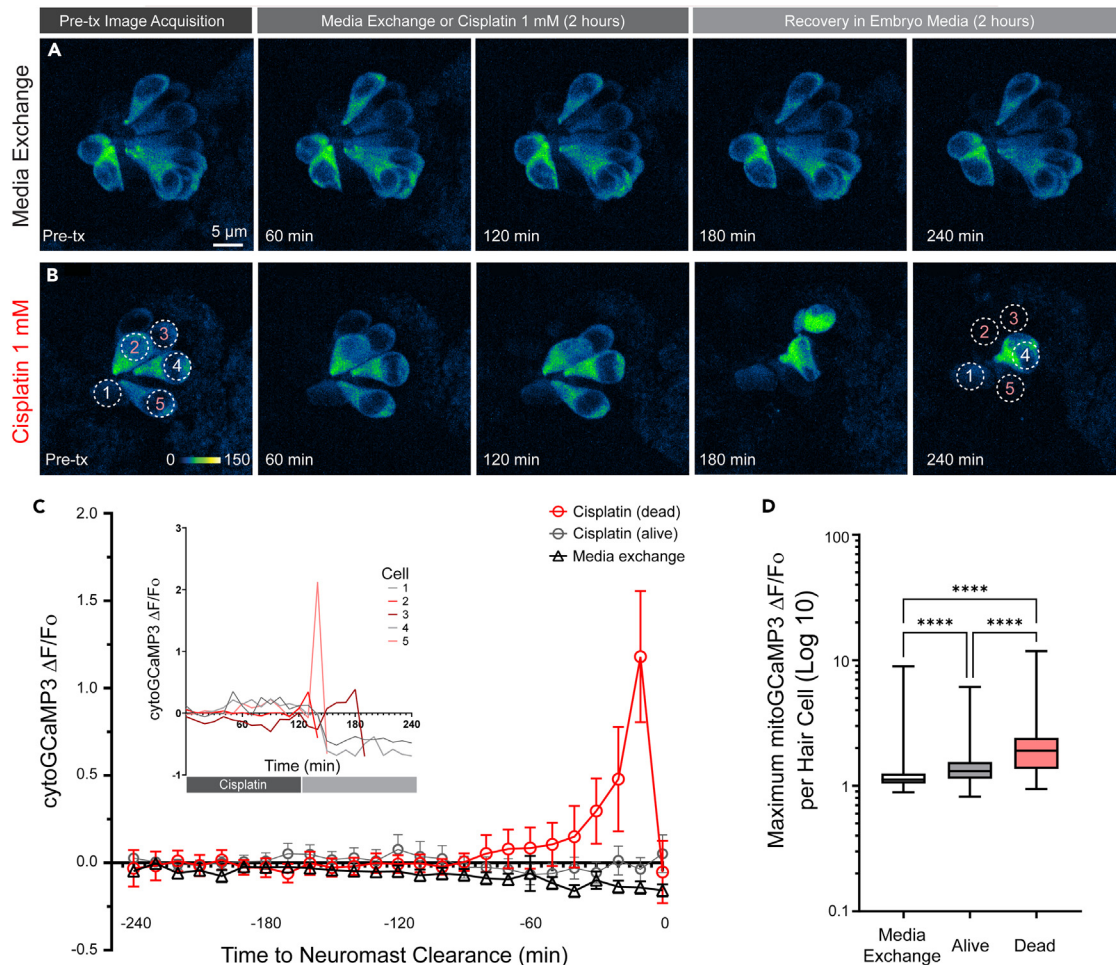 Pre-tx Image Acquisition
Media Exchange or Cisplatin 1 mM (2 hours)
Recovery in Embryo Media (2 hours)
Media Exchange
A
Pre-tx
5 µm
60 min
120 min
180 min
240 min
Cisplatin 1 mM
B
1
2
3
4
5
Pre-tx
0
150
60 min
120 min
180 min
1
2
3
4
5
240 min
C
cytoGCaMP3 ΔF/Fo
2.0
1.5
1.0
0.5
0.0
-0.5
-240
-180
-120
-60
0
Time to Neuromast Clearance (min)
Cisplatin (dead)
Cisplatin (alive)
Media exchange
cytoGCaMP3 ΔF/Fo
3
2
1
0
-1
60
120
180
240
Time (min)
Cisplatin
Cell
1
2
3
4
5
D
Maximum mitoGCaMP3 ΔF/Fo
per Hair Cell (Log 10)
100
10
1
0.1
****
****
****
Media
Exchange
Alive
Dead